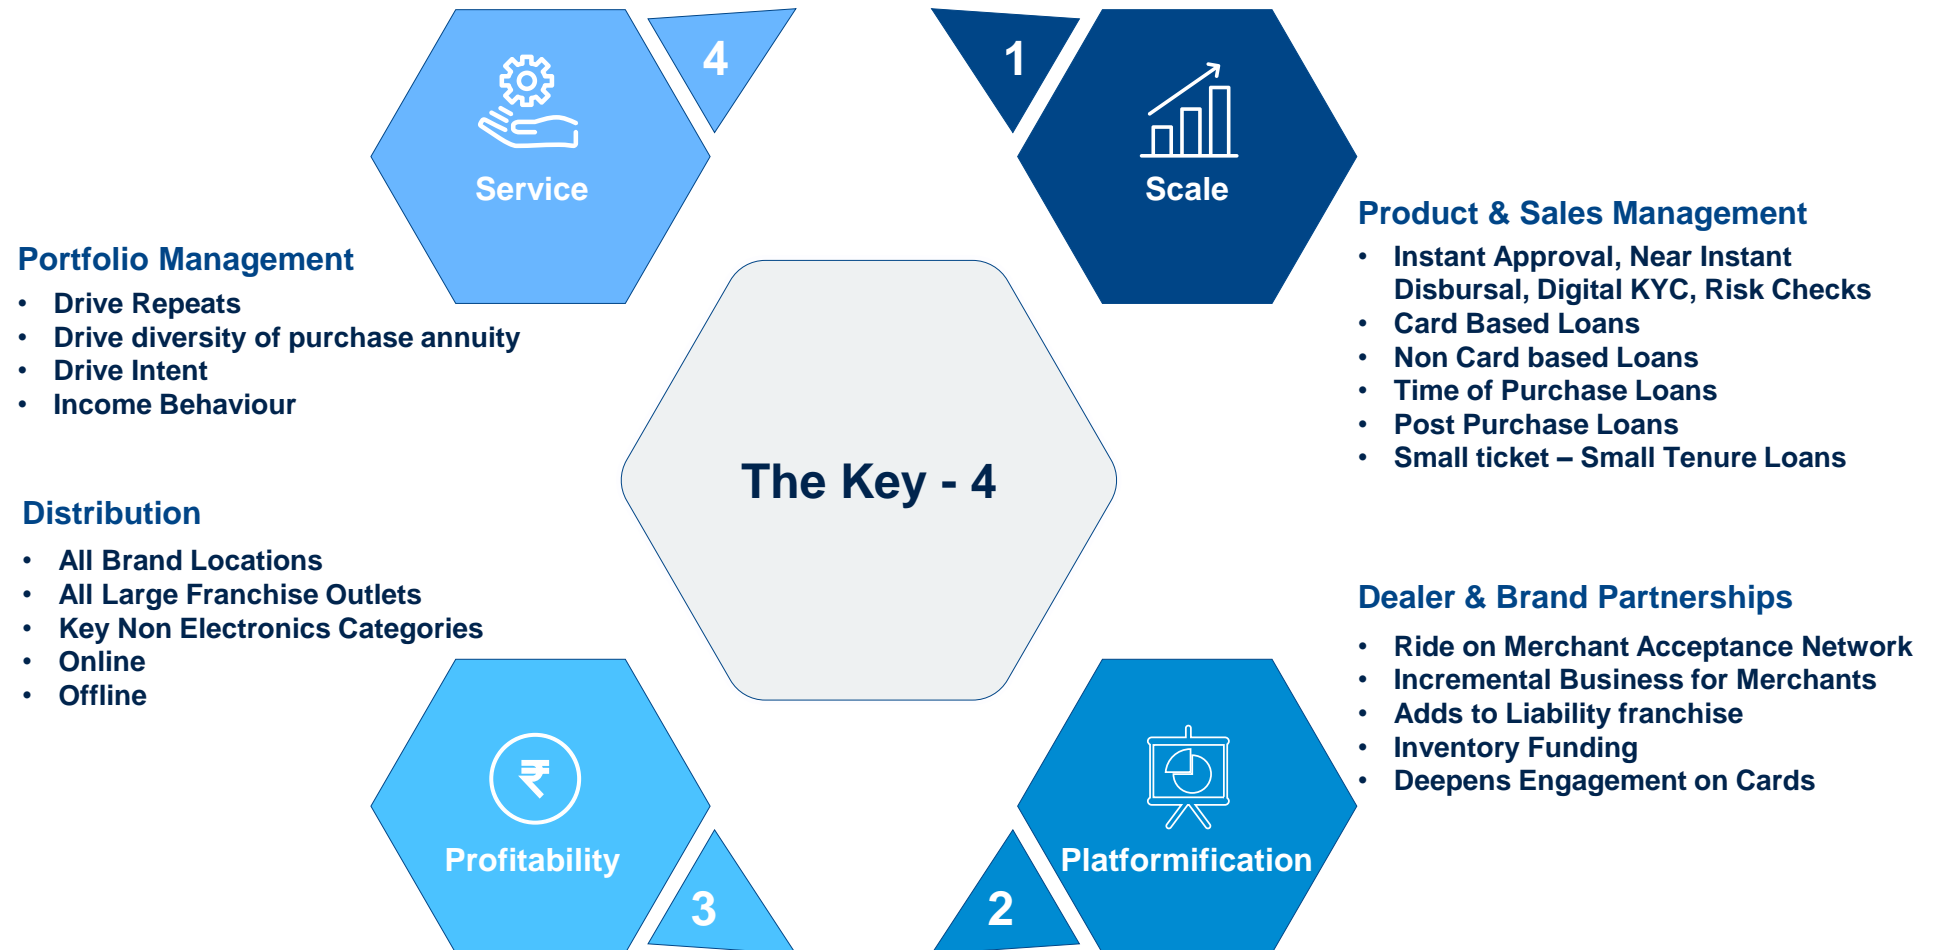 4
Service
1
Scale
Product & Sales Management
• Instant Approval, Near Instant
Disbursal, Digital KYC, Risk Checks
• Card Based Loans
• Non Card based Loans
• Time of Purchase Loans
• Post Purchase Loans
• Small ticket – Small Tenure Loans
Portfolio Management
• Drive Repeats
• Drive diversity of purchase annuity
• Drive Intent
• Income Behaviour
The Key - 4
Distribution
• All Brand Locations
• All Large Franchise Outlets
• Key Non Electronics Categories
• Online
• Offline
Dealer & Brand Partnerships
• Ride on Merchant Acceptance Network
• Incremental Business for Merchants
• Adds to Liability franchise
• Inventory Funding
• Deepens Engagement on Cards
₹
Profitability
3
Platformification
2